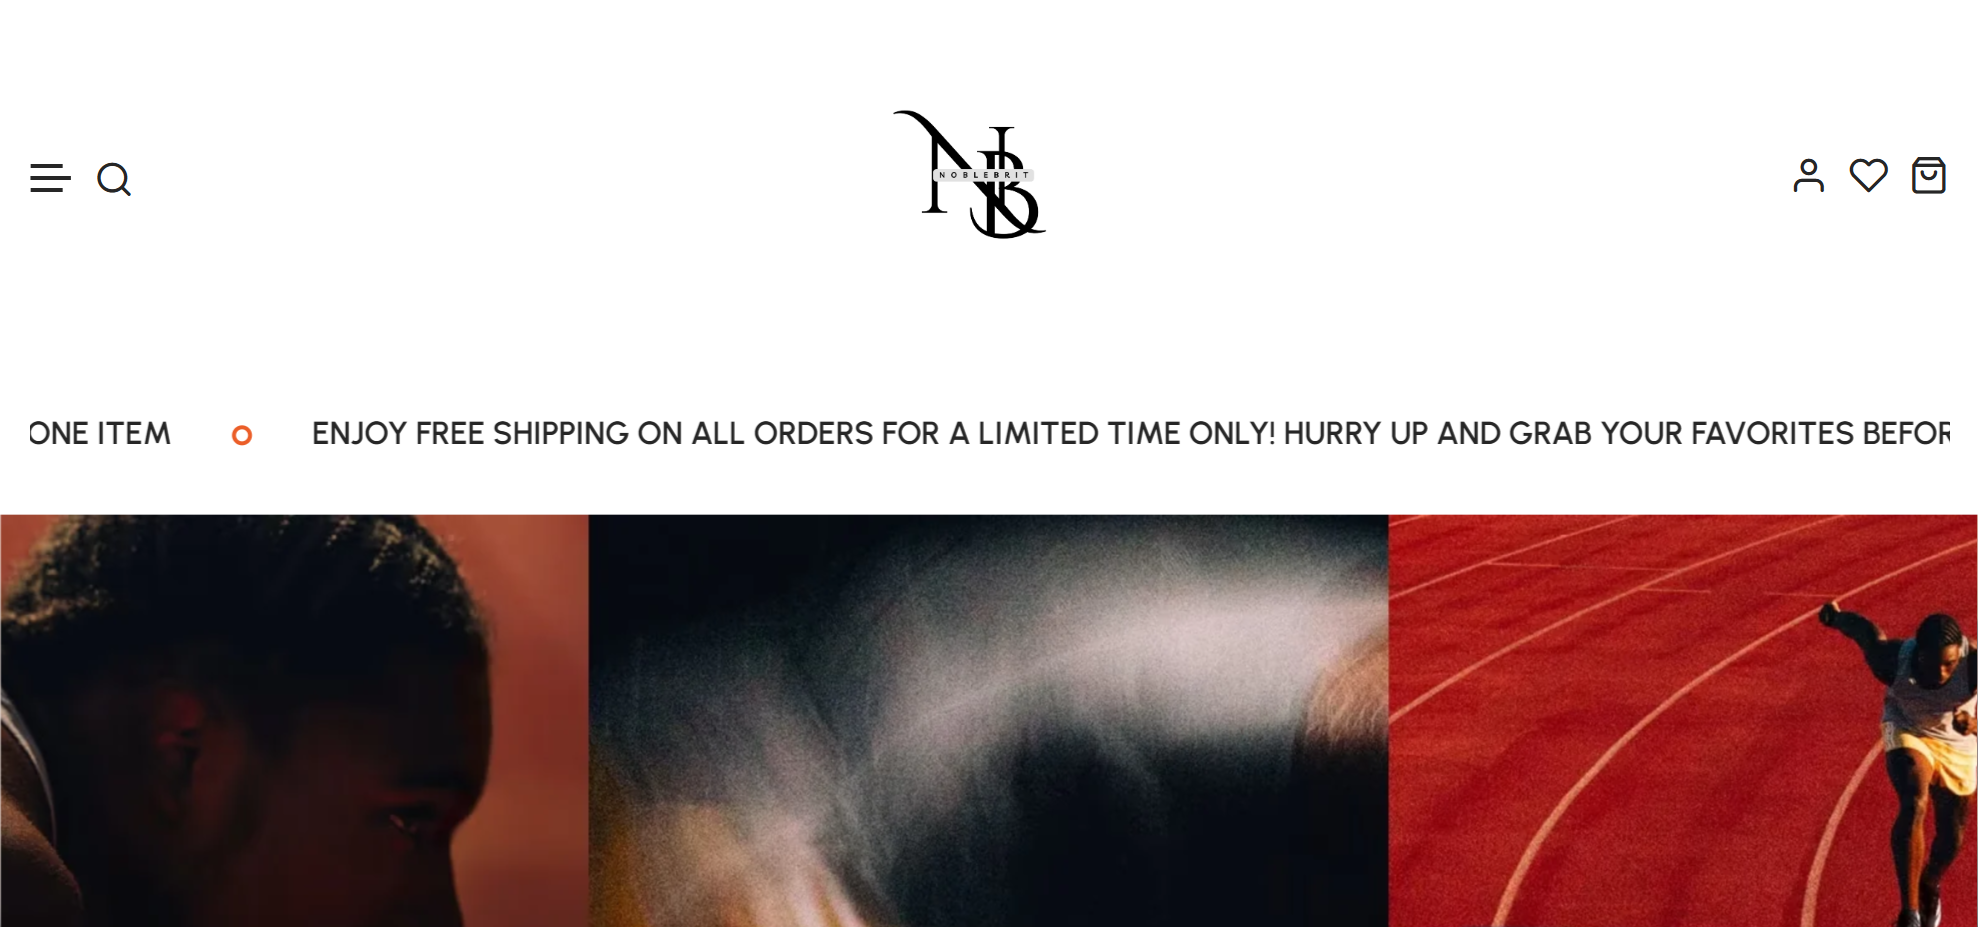 NB
NOBLEBRIT
ONE ITEM ENJOY FREE SHIPPING ON ALL ORDERS FOR A LIMITED TIME ONLY! HURRY UP AND GRAB YOUR FAVORITES BEFOR